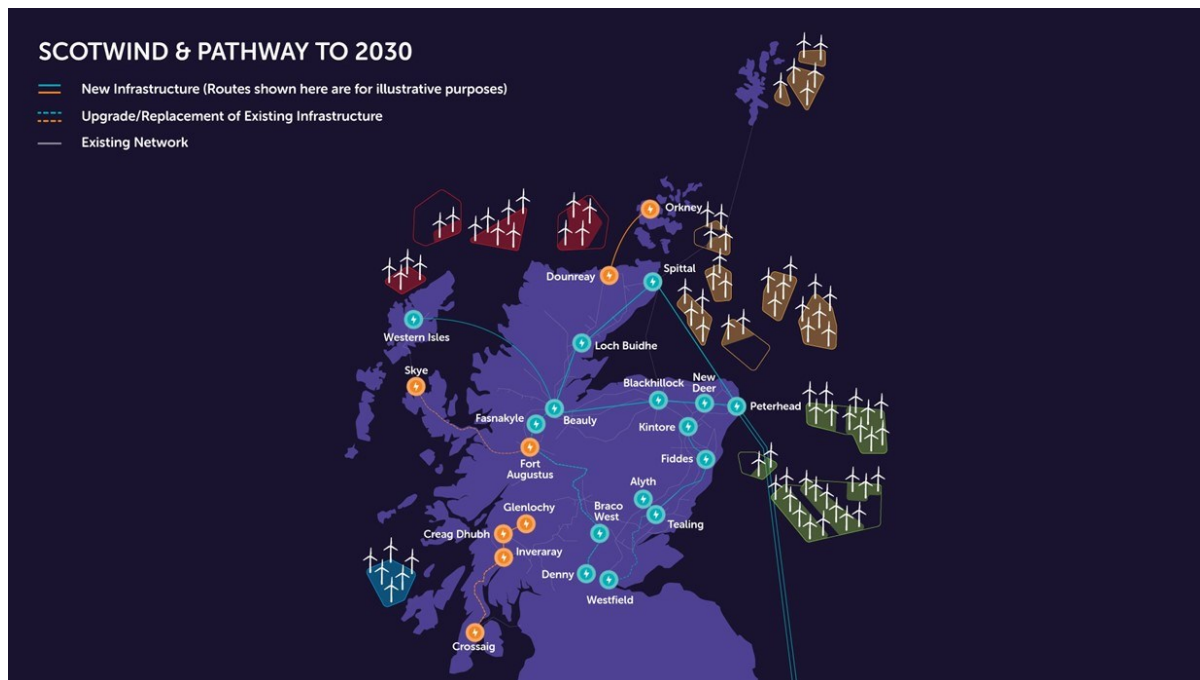 SCOTWIND & PATHWAY TO 2030
New Infrastructure (Routes shown here are for illustrative purposes)
Upgrade/Replacement of Existing Infrastructure
Existing Network
Orkney
Dounreay
Spittal
Western Isles
Loch Buidhe
Skye
Blackhillock
New
Deer
Peterhead
Fasnakyle
Beauly
Kintore
Fort
Augustus
Fiddes
Alyth
Glenlochy
Braco
West
Tealing
Creag Dhubh
Inveraray
Denny
Westfield
Crossaig